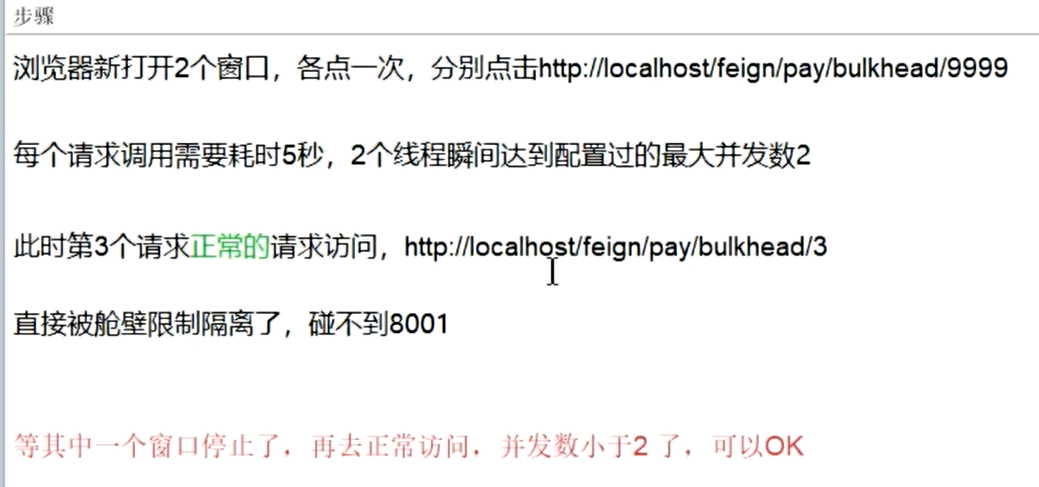 步骤
浏览器新打开2个窗口，各点一次，分别点击http://localhost/feign/pay/bulkhead/9999
每个请求调用需要耗时5秒，2个线程瞬间达到配置过的最大并发数2
此时第3个请求正常的请求访问，http://localhost/feign/pay/bulkhead/3
直接被舱壁限制隔离了，碰不到8001
等其中一个窗口停止了，再去正常访问，并发数小于2 了，可以OK